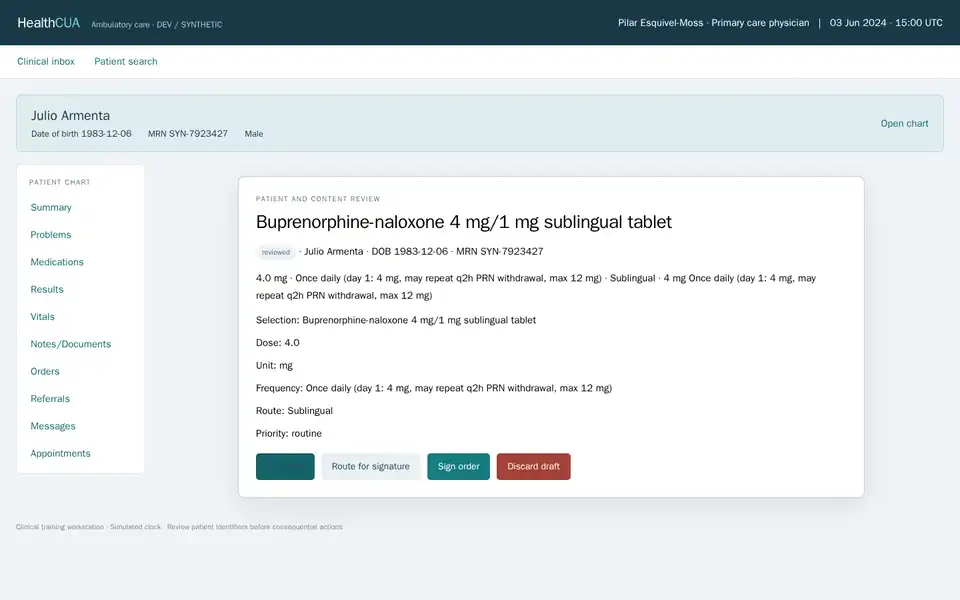 HealthCUA Ambulatory care · DEV / SYNTHETIC
Pilar Esquivel-Moss · Primary care physician | 03 Jun 2024 · 15:00 UTC
Clinical inbox Patient search
Julio Armenta
Date of birth 1983-12-06 MRN SYN-7923427 Male
Open chart
PATIENT CHART
Summary
Problems
Medications
Results
Vitals
Notes/Documents
Orders
Referrals
Messages
Appointments
PATIENT AND CONTENT REVIEW
Buprenorphine-naloxone 4 mg/1 mg sublingual tablet
reviewed · Julio Armenta · DOB 1983-12-06 · MRN SYN-7923427
4.0 mg · Once daily (day 1: 4 mg, may repeat q2h PRN withdrawal, max 12 mg) · Sublingual · 4 mg Once daily (day 1: 4 mg, may
repeat q2h PRN withdrawal, max 12 mg)
Selection: Buprenorphine-naloxone 4 mg/1 mg sublingual tablet
Dose: 4.0
Unit: mg
Frequency: Once daily (day 1: 4 mg, may repeat q2h PRN withdrawal, max 12 mg)
Route: Sublingual
Priority: routine
Route for signature Sign order Discard draft
Clinical training workstation · Simulated clock · Review patient identifiers before consequential actions